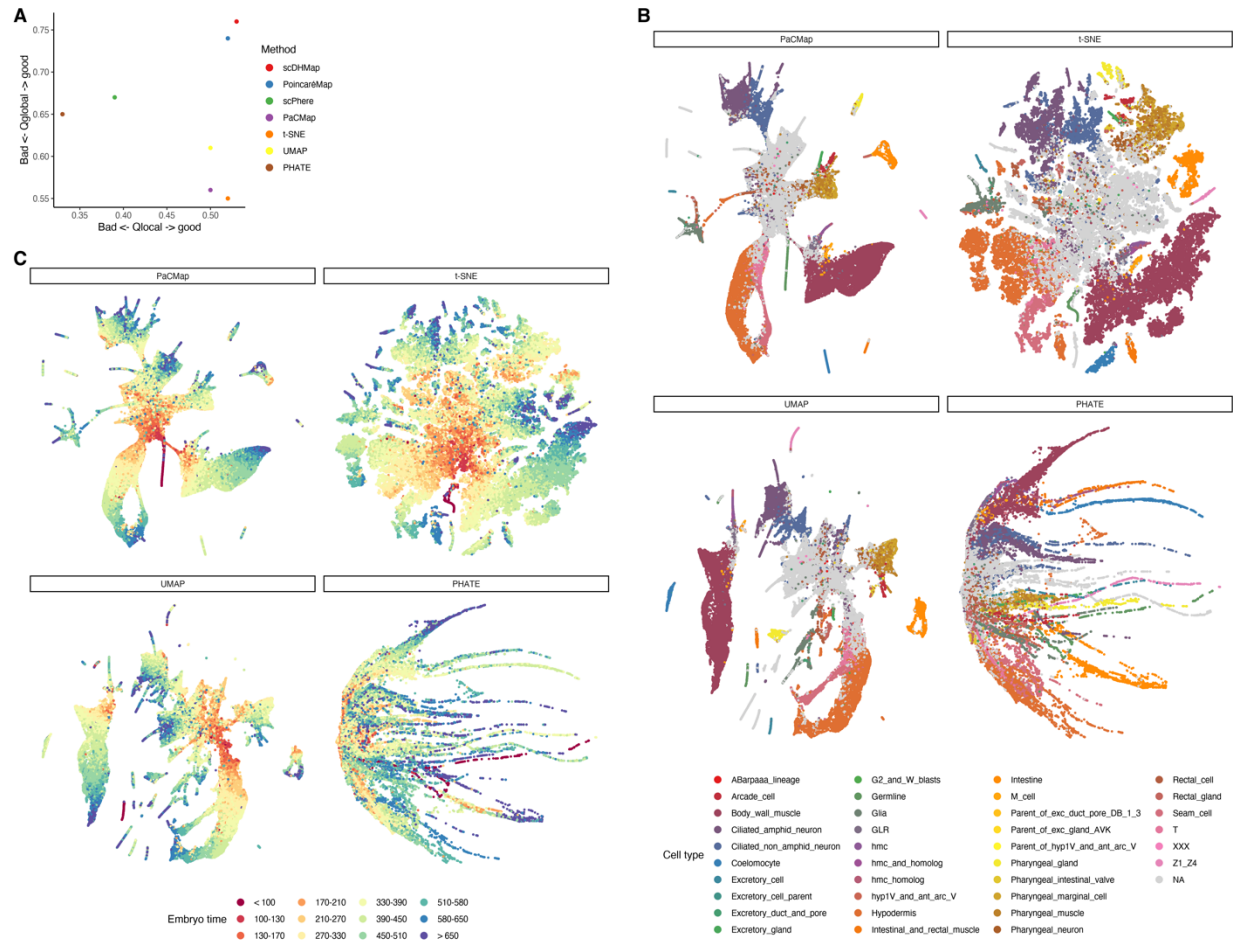 A
Bad <- Qglobal -> good
0.75
0.70
0.65
0.60
0.55
0.35
0.40
0.45
0.50
Bad <- Qlocal -> good
Method
scDHMap
PoincaréMap
scPhere
PaCMap
t-SNE
UMAP
PHATE
B
PaCMap
t-SNE
UMAP
PHATE
Cell type
ABarpaaa_lineage
Arcade_cell
Body_wall_muscle
Ciliated_amphid_neuron
Ciliated_non_amphid_neuron
Coelomocyte
Excretory_cell
Excretory_cell_parent
Excretory_duct_and_pore
Excretory_gland
G2_and_W_blasts
Germline
Glia
GLR
hmc
hmc_and_homolog
hmc_homolog
hyp1V_and_ant_arc_V
Hypodermis
Intestinal_and_rectal_muscle
Intestine
M_cell
Parent_of_exc_duct_pore_DB_1_3
Parent_of_exc_gland_AVK
Parent_of_hyp1V_and_ant_arc_V
Pharyngeal_gland
Pharyngeal_intestinal_valve
Pharyngeal_marginal_cell
Pharyngeal_muscle
Pharyngeal_neuron
Rectal_cell
Rectal_gland
Seam_cell
T
XXX
Z1_Z4
NA
C
PaCMap
t-SNE
UMAP
PHATE
Embryo time
< 100
100-130
130-170
170-210
210-270
270-330
330-390
390-450
450-510
510-580
580-650
> 650